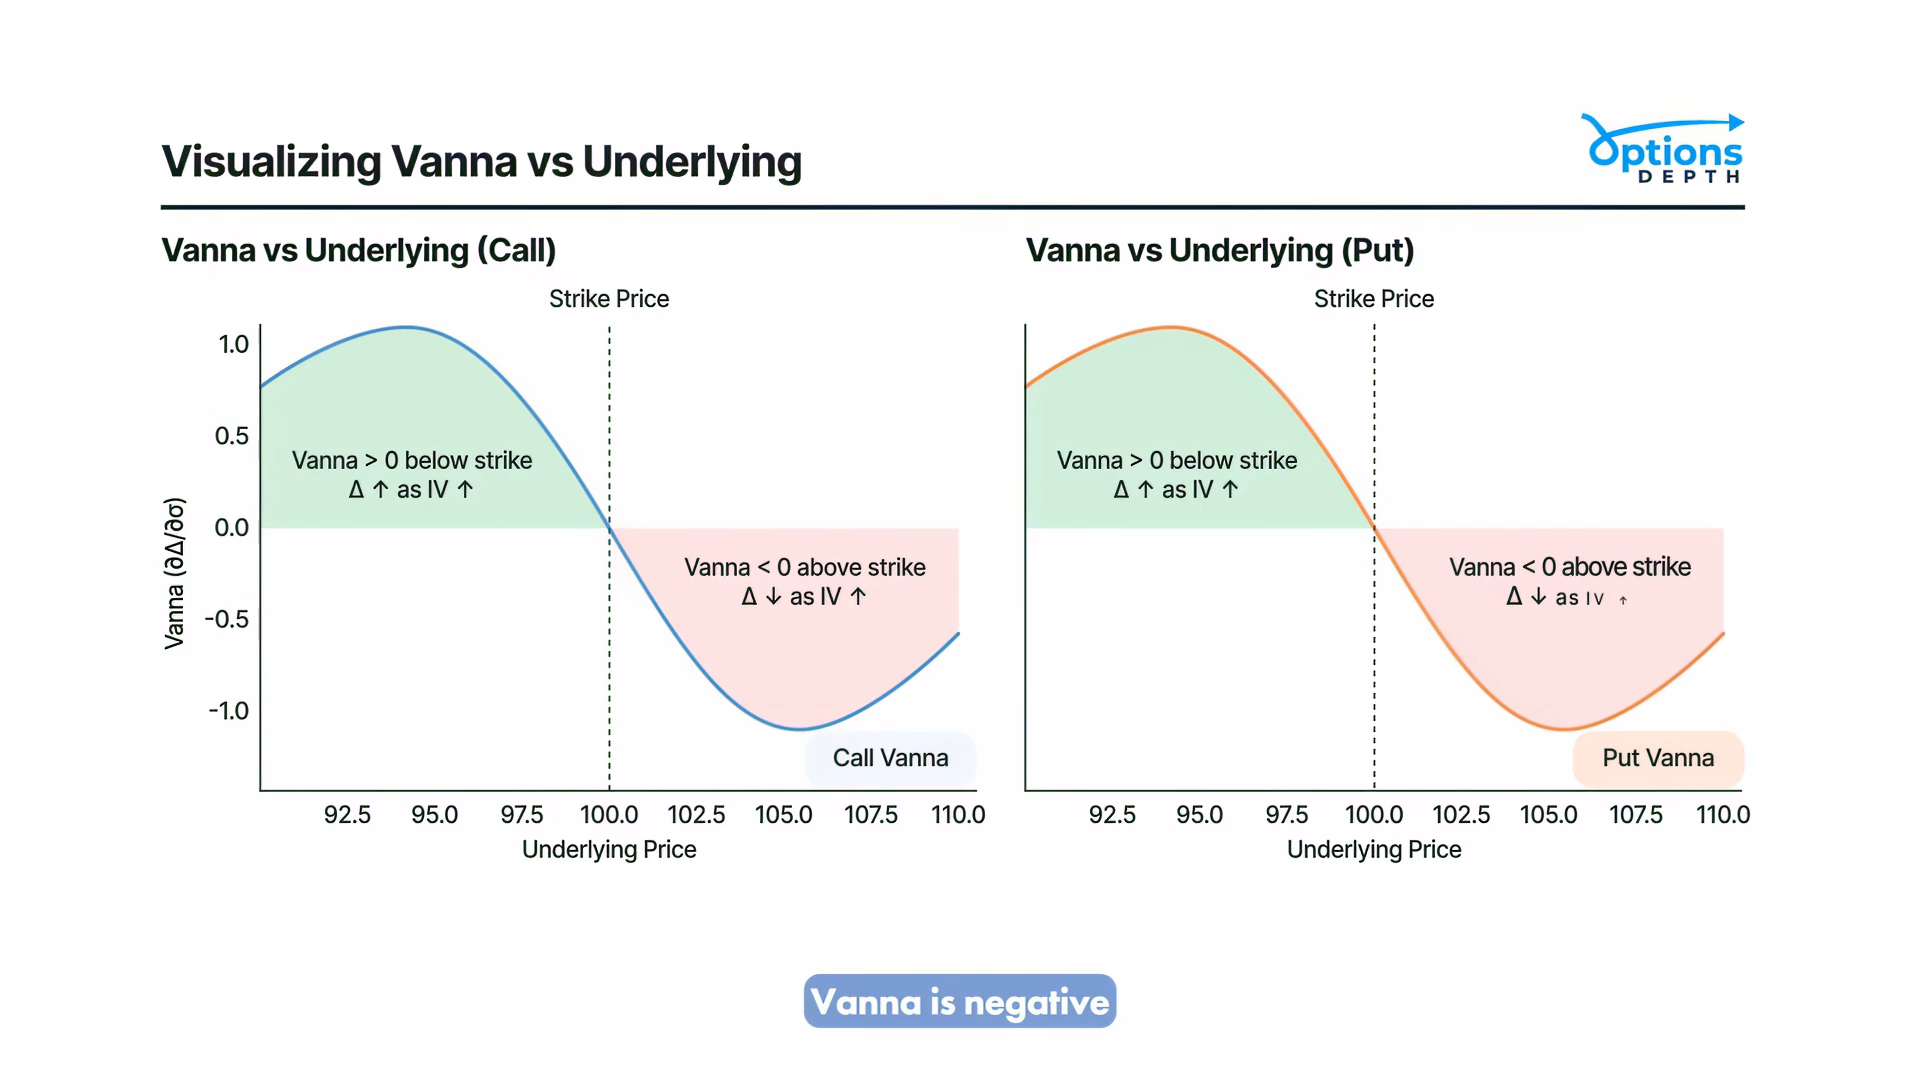 Visualizing Vanna vs Underlying
Options
DEPTH
Vanna vs Underlying (Call)
Strike Price
1.0
0.5
0.0
-0.5
-1.0
Vanna (∂Δ/∂σ)
Vanna > 0 below strike
Δ ↑ as IV ↑
Vanna < 0 above strike
Δ ↓ as IV ↑
Call Vanna
92.5 95.0 97.5 100.0 102.5 105.0 107.5 110.0
Underlying Price
Vanna vs Underlying (Put)
Strike Price
Vanna > 0 below strike
Δ ↑ as IV ↑
Vanna < 0 above strike
Δ ↓ as IV ↑
Put Vanna
92.5 95.0 97.5 100.0 102.5 105.0 107.5 110.0
Underlying Price
Vanna is negative